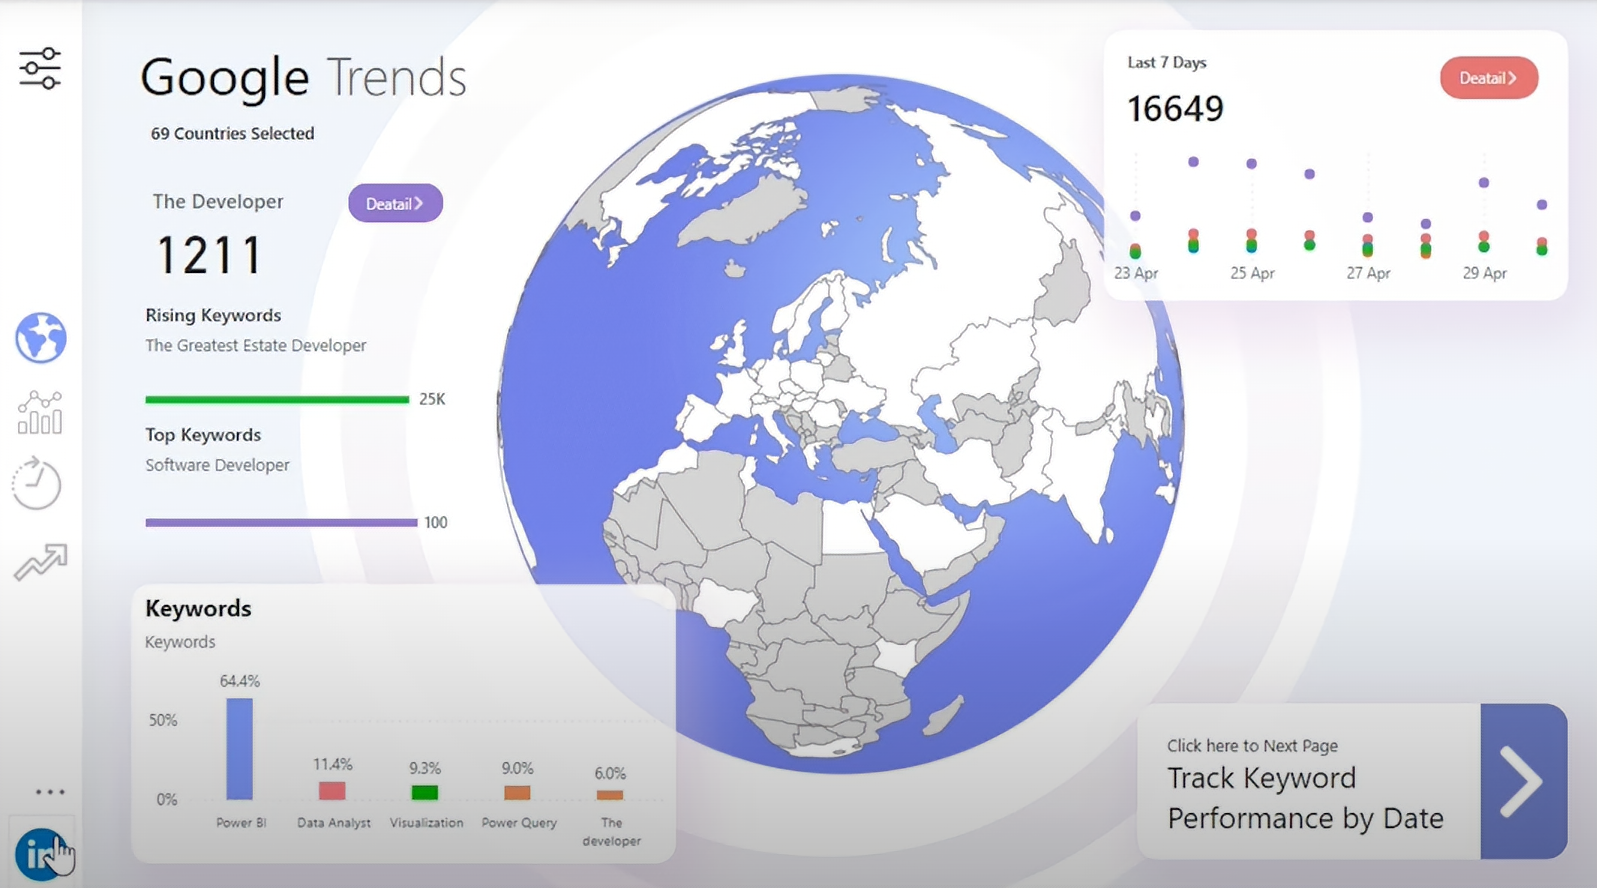 Google Trends
69 Countries Selected
The Developer
Deatail
1211
Rising Keywords
The Greatest Estate Developer
25K
Top Keywords
Software Developer
100
Keywords
Keywords
64.4%
50%
11.4%
9.3%
9.0%
6.0%
0%
Power BI
Data Analyst
Visualization
Power Query
The
developer
Last 7 Days
Deatail
16649
23 Apr
25 Apr
27 Apr
29 Apr
Click here to Next Page
Track Keyword
Performance by Date
in